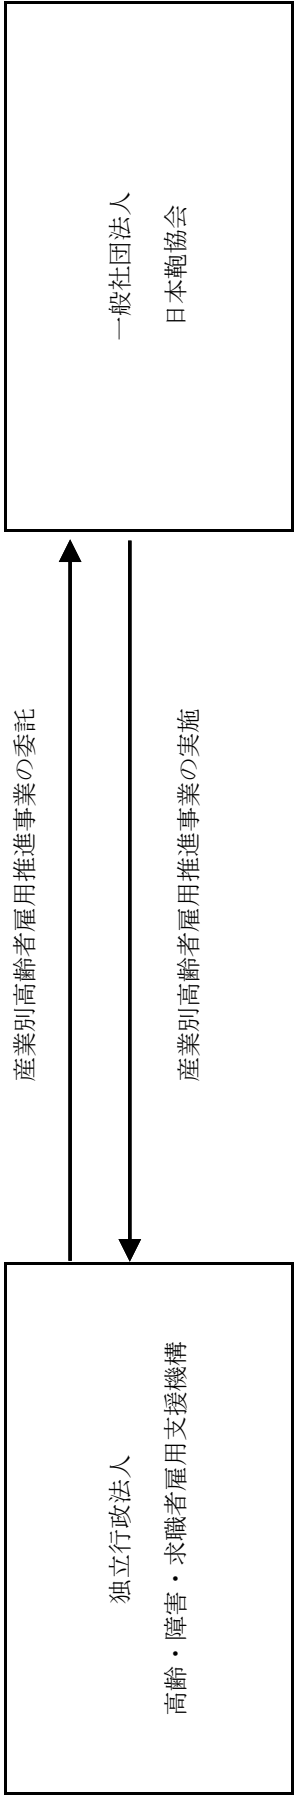 独立行政法人
高齢・障害・求職者雇用支援機構
産業別高齢者雇用推進事業の委託
産業別高齢者雇用推進事業の実施
一般社団法人
日本鞄協会